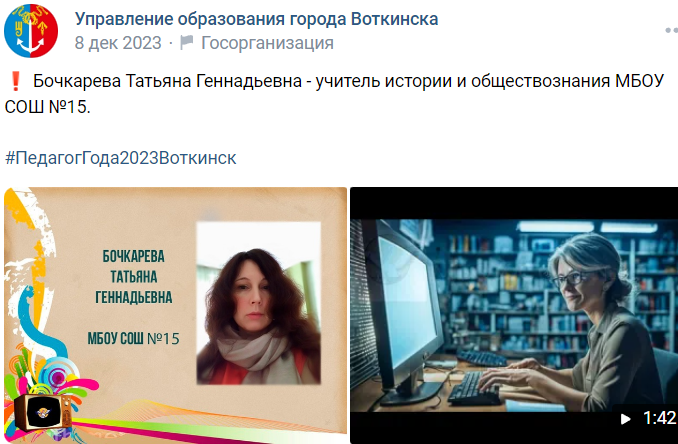 Управление образования города Воткинска
8 дек 2023 · Госорганизация
❗ Бочкарева Татьяна Геннадьевна - учитель истории и обществознания МБОУ
СОШ №15.
#ПедагогГода2023Воткинск
БОЧКАРЕВА
ТАТЬЯНА
ГЕННАДЬЕВНА
МБОУ СОШ №15
1:42